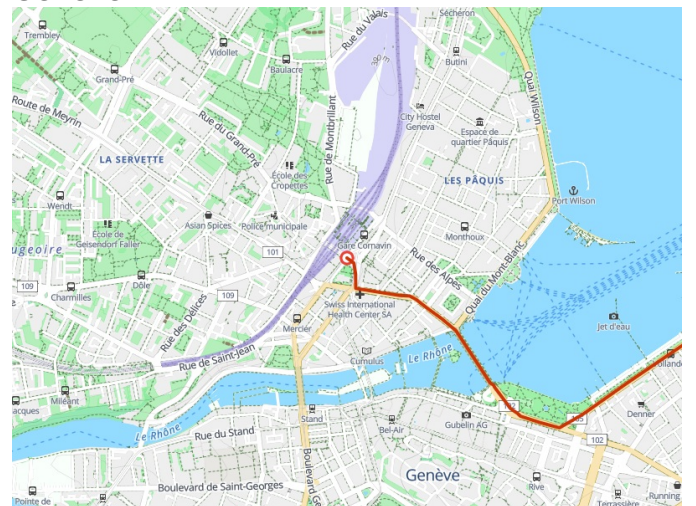 Trembley
Vidollet
Rue du Valais
Sécheron
Butini
Baulacre
Grand-Pré
Quai Wilson
Route de Meyrin
Rue du Grand-Pré
Rue de Montbrillant
City Hostel
Geneva
Espace de
quartier Pâquis
LA SERVETTE
École des
Cropettes
LES PÂQUIS
Wendt
Port Wilson
Asian Spices
Police municipale
École de
Geisendorf Faller
Monthoux
Gare Cornavin
101
109
Rue des Alpes
Quai du Mont-Blanc
Dôle
Charmilles
109
Rue des Délices
Swiss International
Health Center SA
Mercier
Jet d'eau
Rue de Saint-Jean
Cumulus
Le Rhône
Miléant
Denner
Stand
Gubelin AG
Bel-Air
Le Rhône
Rue du Stand
102
Genève
Rive
Boulevard de Saint-Georges
Boulevard Geor
Running
Terrassière
Pointe de